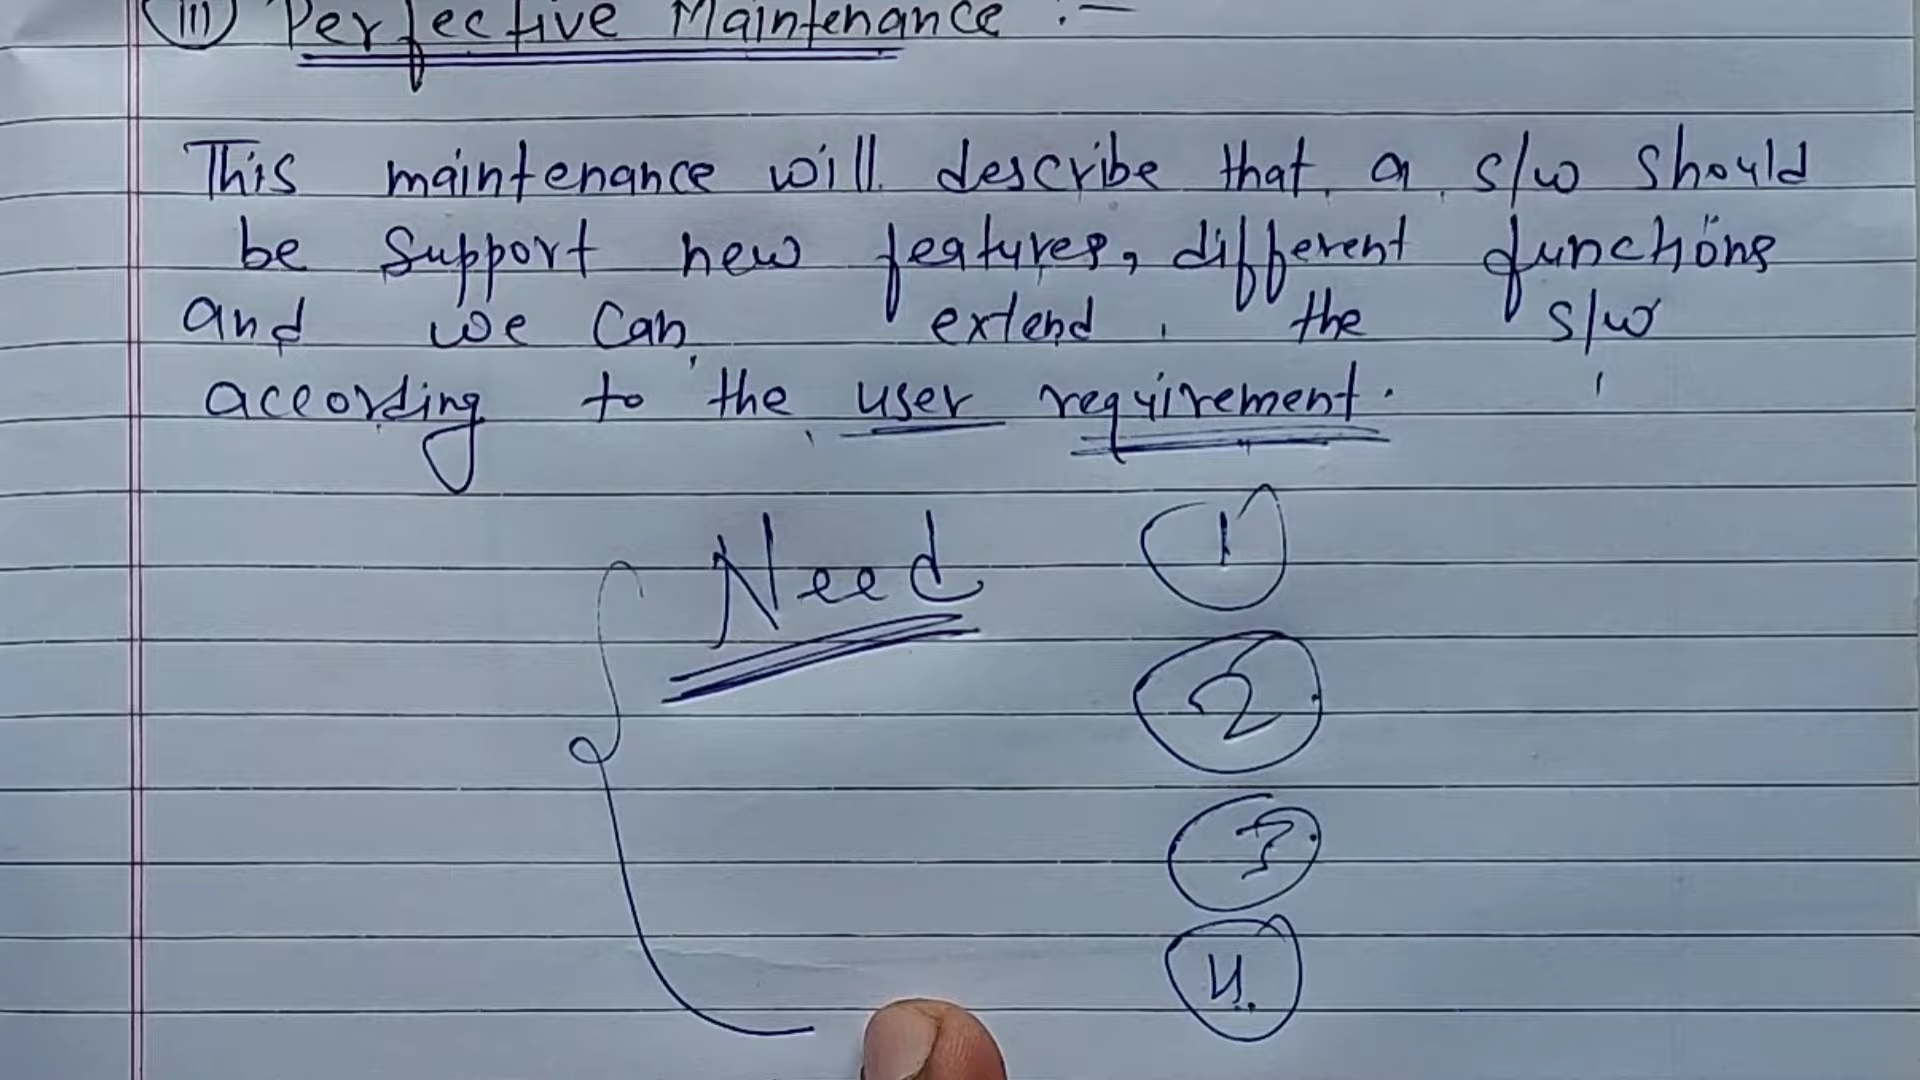 (iii) Perfective Maintenance :-
This maintenance will describe that a s/w should
be support new features, different functions
and we can extend the s/w
according to the user requirement.
Need
1
2
3
4.